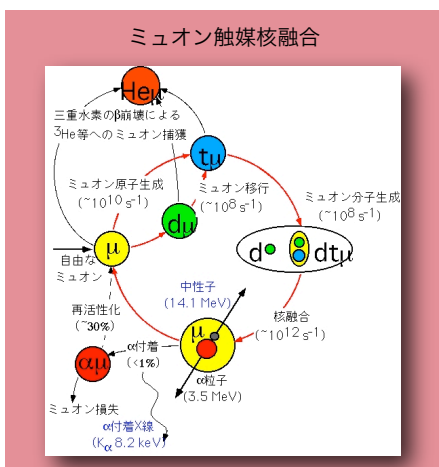 ミュオン触媒核融合
Heμ
三重水素のβ崩壊による
³He等へのミュオン捕獲
tμ
ミュオン原子生成
(~10¹⁰ s⁻¹)
ミュオン移行
(~10⁸ s⁻¹)
ミュオン分子生成
(~10⁸ s⁻¹)
dμ
μ
自由な
ミュオン
d
dtμ
中性子
(14.1 MeV)
再活性化
(~30%)
核融合
(~10¹² s⁻¹)
μ
α付着
(<1%)
αμ
α粒子
(3.5 MeV)
ミュオン損失
α付着X線
(Kα 8.2 keV)